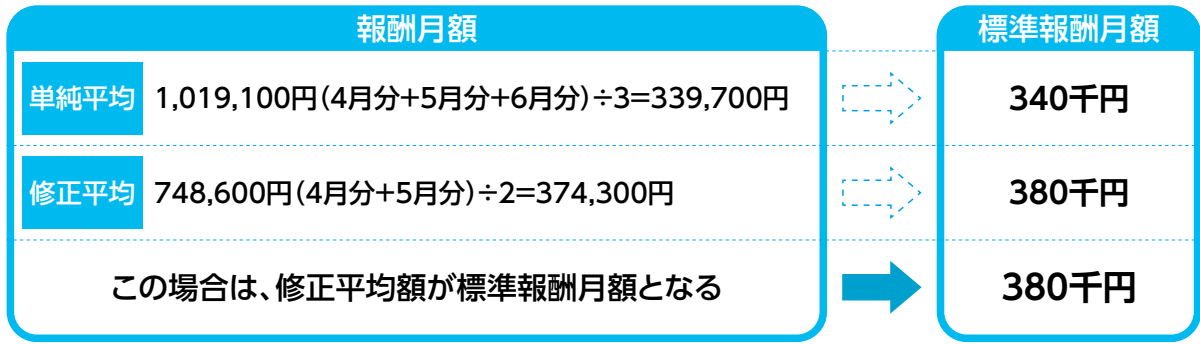 報酬月額
標準報酬月額
単純平均 1,019,100円(4月分+5月分+6月分)÷3=339,700円
340千円
修正平均 748,600円(4月分+5月分)÷2=374,300円
380千円
この場合は、修正平均額が標準報酬月額となる
380千円